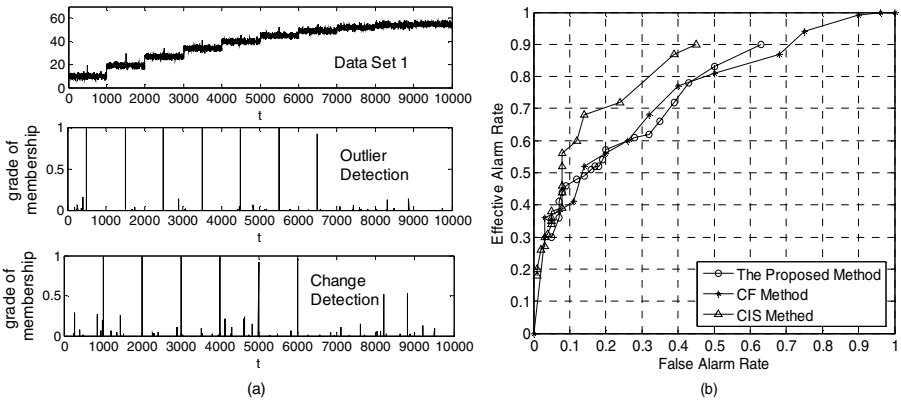 60
40
20
0
Data Set 1
0 1000 2000 3000 4000 5000 6000 7000 8000 9000 10000
t
grade of
membership
1
0.5
0
Outlier
Detection
0 1000 2000 3000 4000 5000 6000 7000 8000 9000 10000
t
grade of
membership
1
0.5
0
Change
Detection
0 1000 2000 3000 4000 5000 6000 7000 8000 9000 10000
t
(a)
Effective Alarm Rate
1
0.9
0.8
0.7
0.6
0.5
0.4
0.3
0.2
0.1
0
The Proposed Method
CF Method
CIS Methed
0 0.1 0.2 0.3 0.4 0.5 0.6 0.7 0.8 0.9 1
False Alarm Rate
(b)